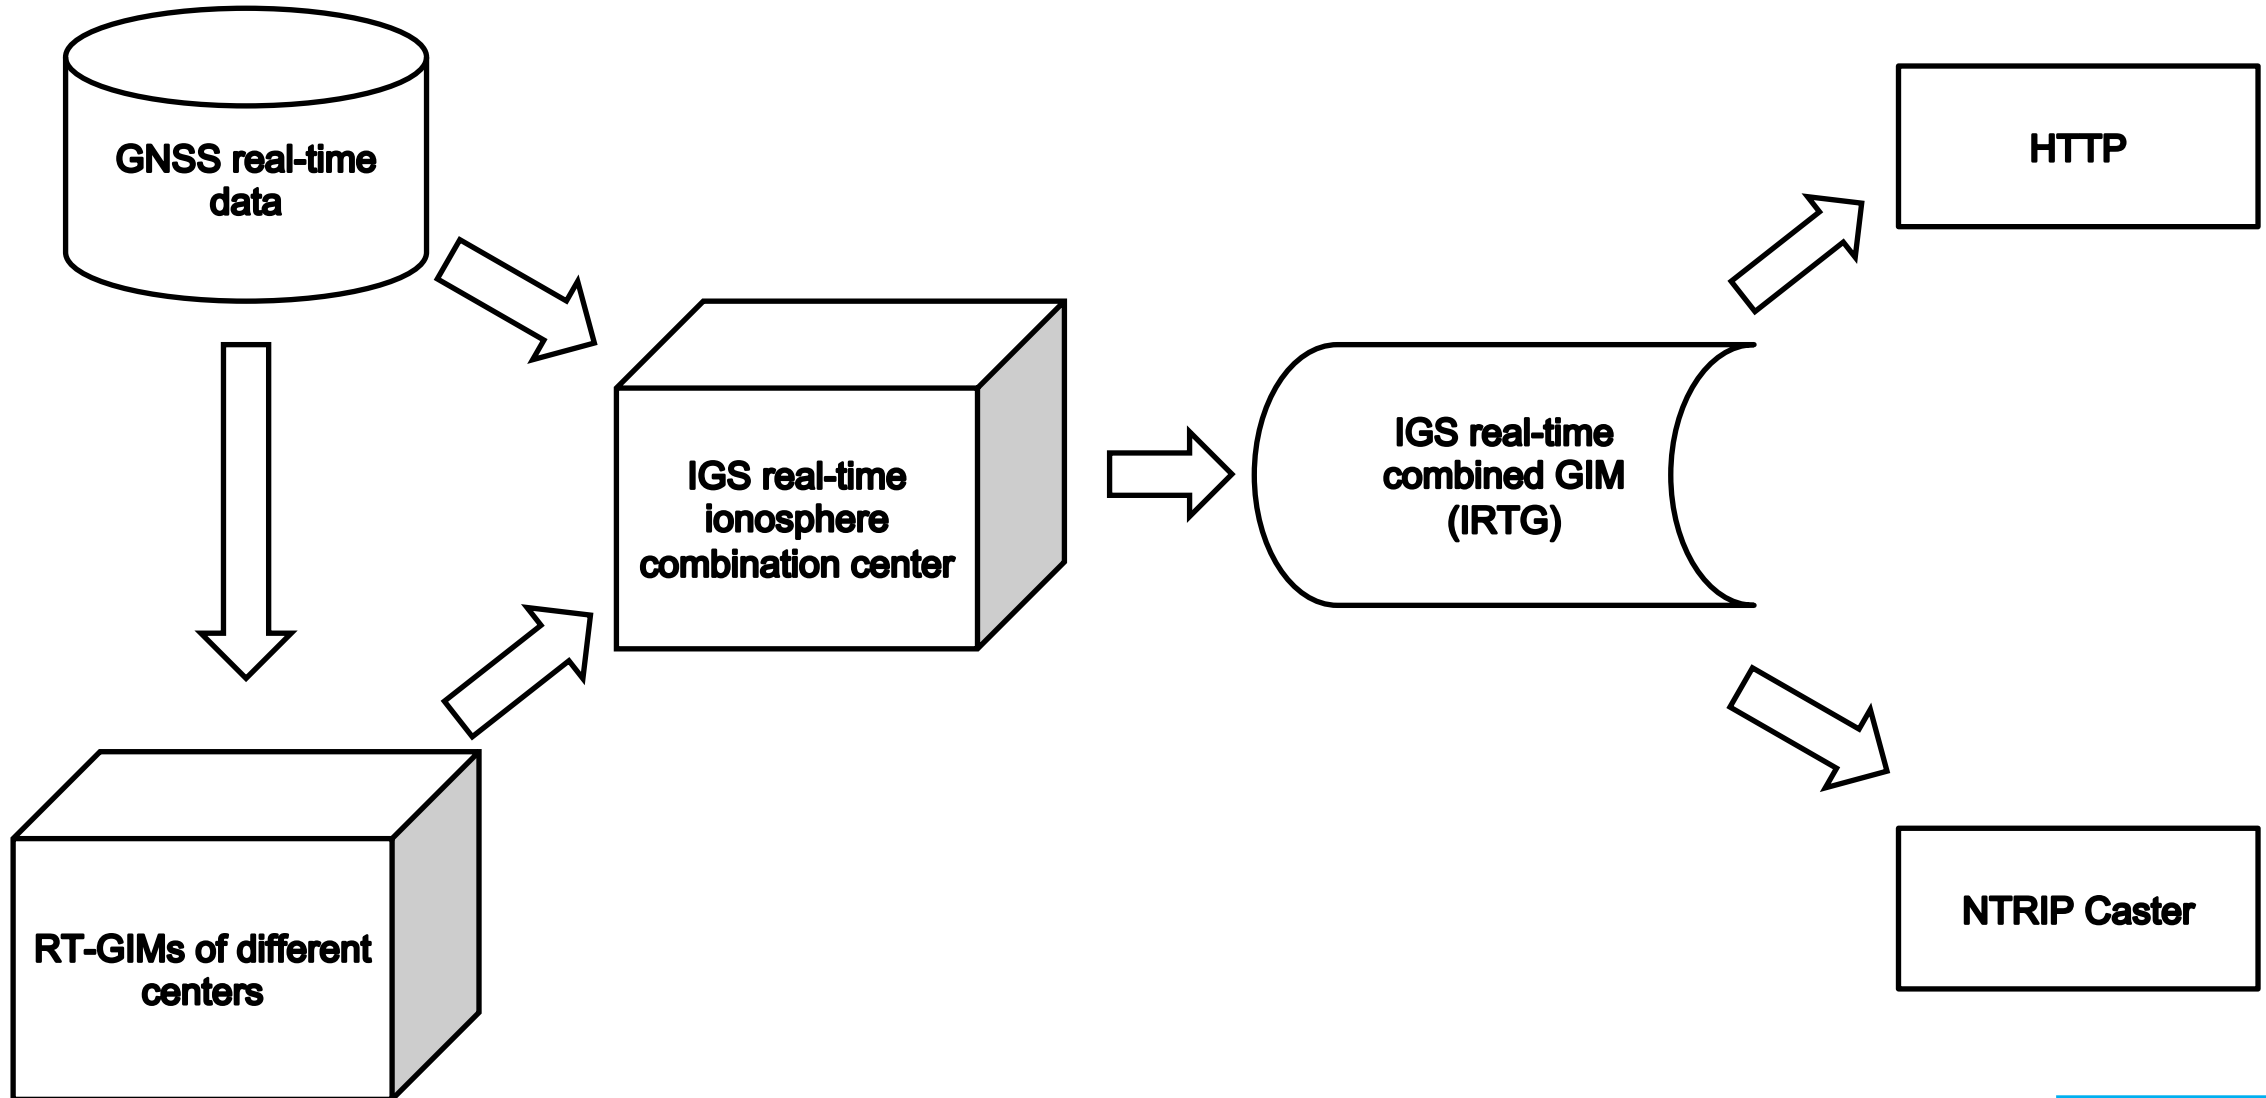 GNSS real-time
data
HTTP
IGS real-time
ionosphere
combination center
IGS real-time
combined GIM
(IRTG)
RT-GIMs of different
centers
NTRIP Caster